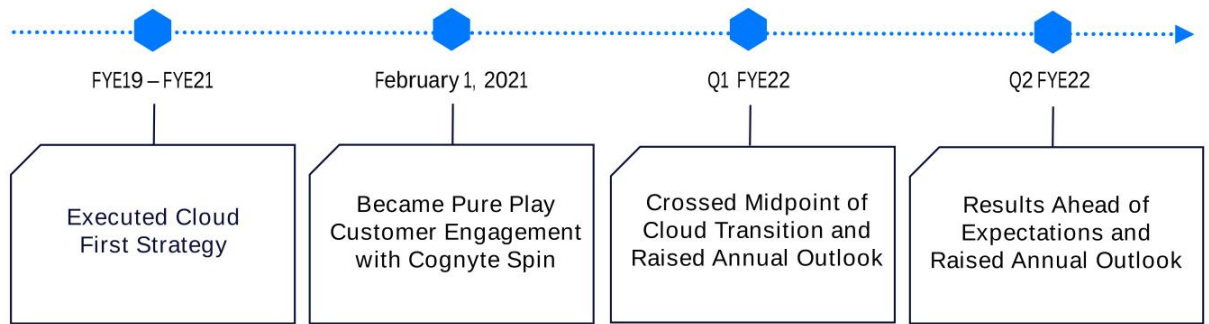 FYE19 – FYE21
February 1, 2021
Q1 FYE22
Q2 FYE22
Executed Cloud
First Strategy
Became Pure Play
Customer Engagement
with Cognyte Spin
Crossed Midpoint of
Cloud Transition and
Raised Annual Outlook
Results Ahead of
Expectations and
Raised Annual Outlook